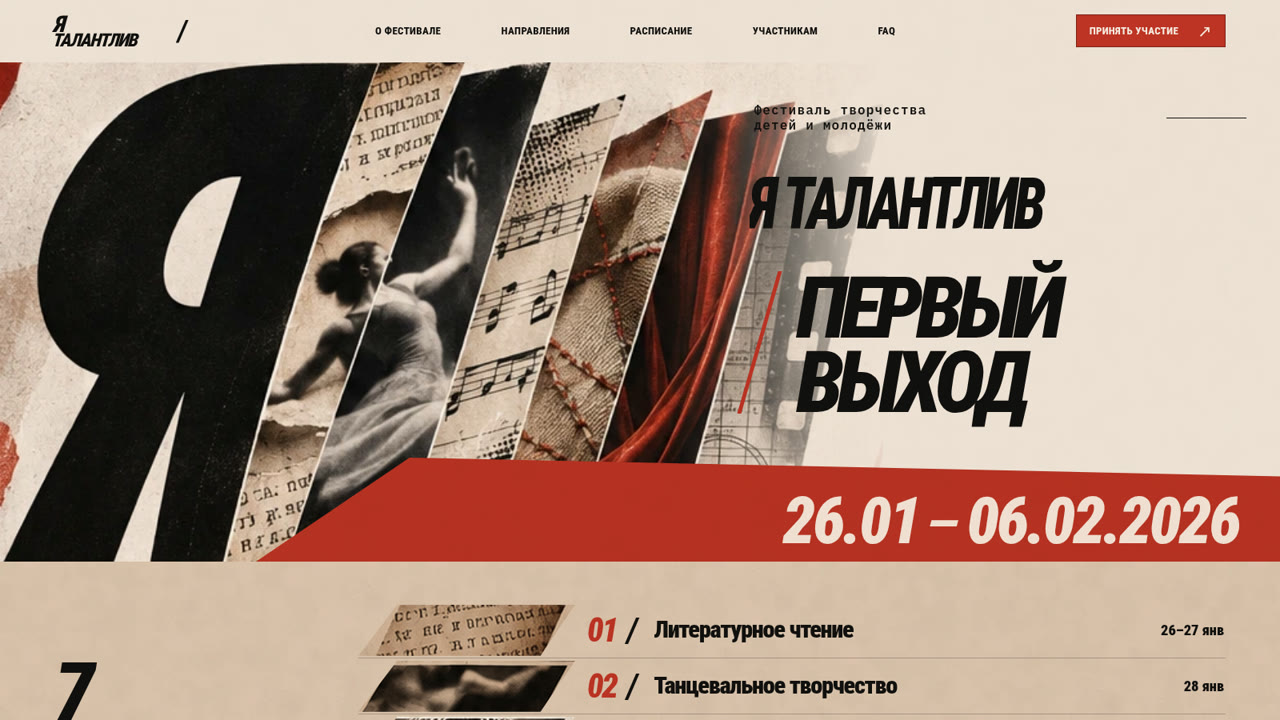 Я
ТАЛАНТЛИВ
/
О ФЕСТИВАЛЕ
НАПРАВЛЕНИЯ
РАСПИСАНИЕ
УЧАСТНИКАМ
FAQ
ПРИНЯТЬ УЧАСТИЕ ↗
Я
Фестиваль творчества
детей и молодёжи
Я ТАЛАНТЛИВ
ПЕРВЫЙ
ВЫХОД
26.01 – 06.02.2026
7
01 / Литературное чтение 26–27 янв
02 / Танцевальное творчество 28 янв